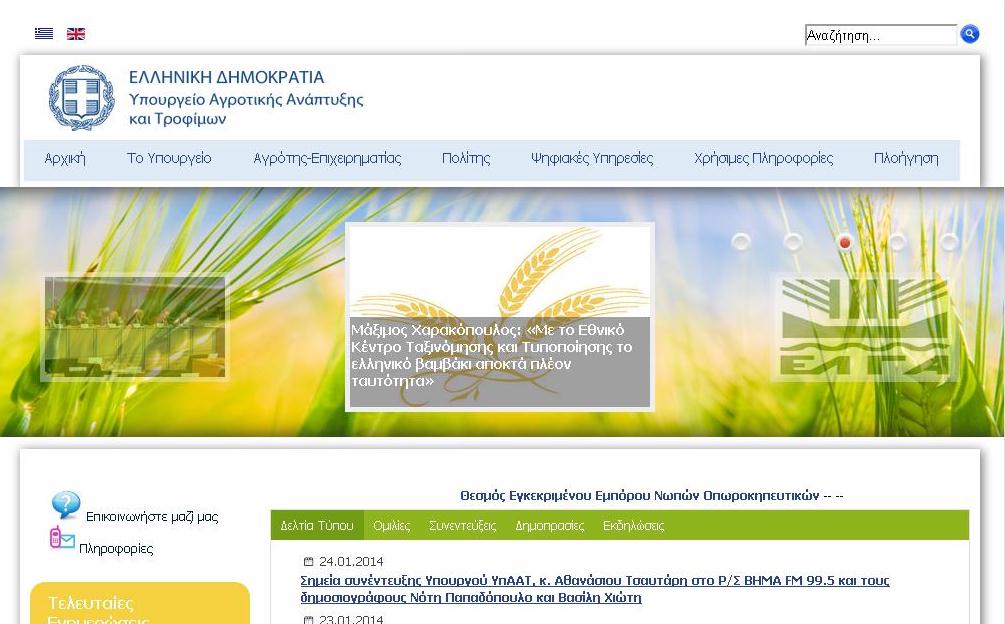 Αναζήτηση...
ΕΛΛΗΝΙΚΗ ΔΗΜΟΚΡΑΤΙΑ
Υπουργείο Αγροτικής Ανάπτυξης
και Τροφίμων
Αρχική Το Υπουργείο Αγρότης-Επιχειρηματίας Πολίτης Ψηφιακές Υπηρεσίες Χρήσιμες Πληροφορίες Πλοήγηση
Μάξιμος Χαρακόπουλος: «Με το Εθνικό
Κέντρο Ταξινόμησης και Τυποποίησης το
ελληνικό βαμβάκι αποκτά πλέον
ταυτότητα»
ΕΛΓΑ
Θεσμός Εγκεκριμένου Εμπόρου Νωπών Οπωροκηπευτικών -- --
Επικοινωνήστε μαζί μας
Πληροφορίες
Δελτία Τύπου Ομιλίες Συνεντεύξεις Δημοπρασίες Εκδηλώσεις
24.01.2014
Σημεία συνέντευξης Υπουργού ΥπΑΑΤ, κ. Αθανάσιου Τσαυτάρη στο Ρ/Σ ΒΗΜΑ FM 99.5 και τους
δημοσιογράφους Νότη Παπαδόπουλο και Βασίλη Χιώτη
23.01.2014
Τελευταίες
Ενημερώσεις